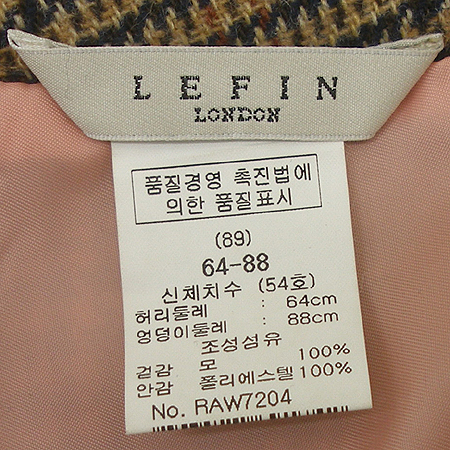 LEFIN
LONDON
품질경영 촉진법에
의한 품질표시
(89)
64-88
신체치수 (54호)
허리둘레 : 64cm
엉덩이둘레 : 88cm
조성섬유
겉감 모 100%
안감 폴리에스텔 100%
No. RAW7204